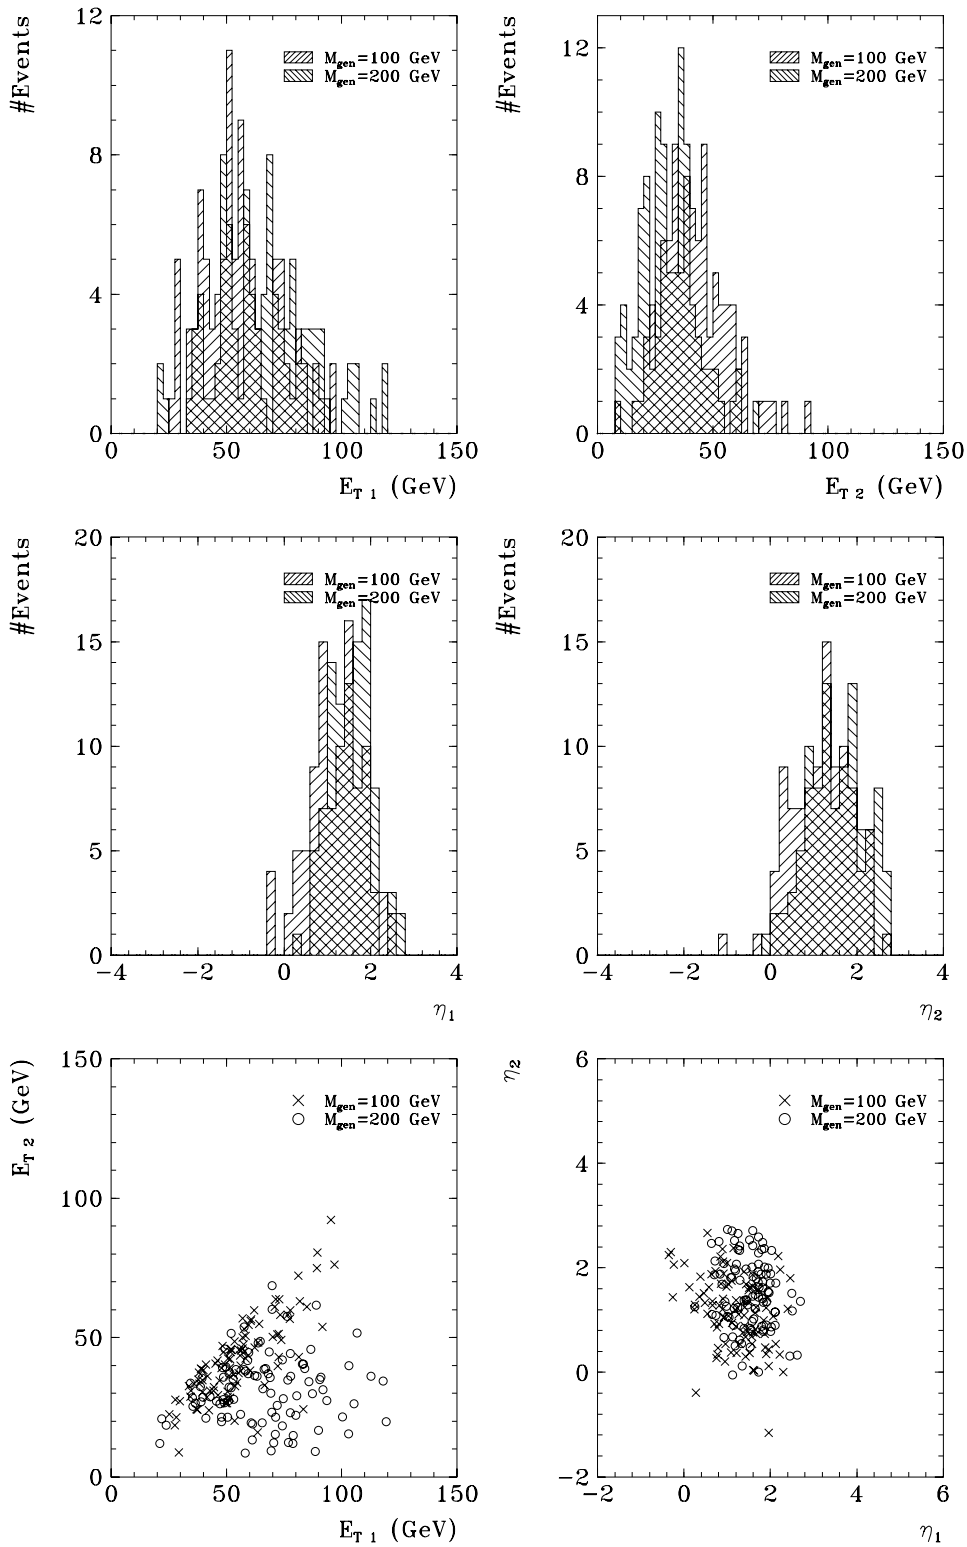 #Events
12
8
4
0
M_gen=100 GeV
M_gen=200 GeV
0 50 100 150
E_T 1 (GeV)
#Events
12
8
4
0
M_gen=100 GeV
M_gen=200 GeV
0 50 100 150
E_T 2 (GeV)
#Events
20
15
10
5
0
M_gen=100 GeV
M_gen=200 GeV
−4 −2 0 2 4
η_1
#Events
20
15
10
5
0
M_gen=100 GeV
M_gen=200 GeV
−4 −2 0 2 4
η_2
E_T 2 (GeV)
150
100
50
0
M_gen=100 GeV
M_gen=200 GeV
0 50 100 150
E_T 1 (GeV)
η_2
6
4
2
0
−2
M_gen=100 GeV
M_gen=200 GeV
−2 0 2 4 6
η_1